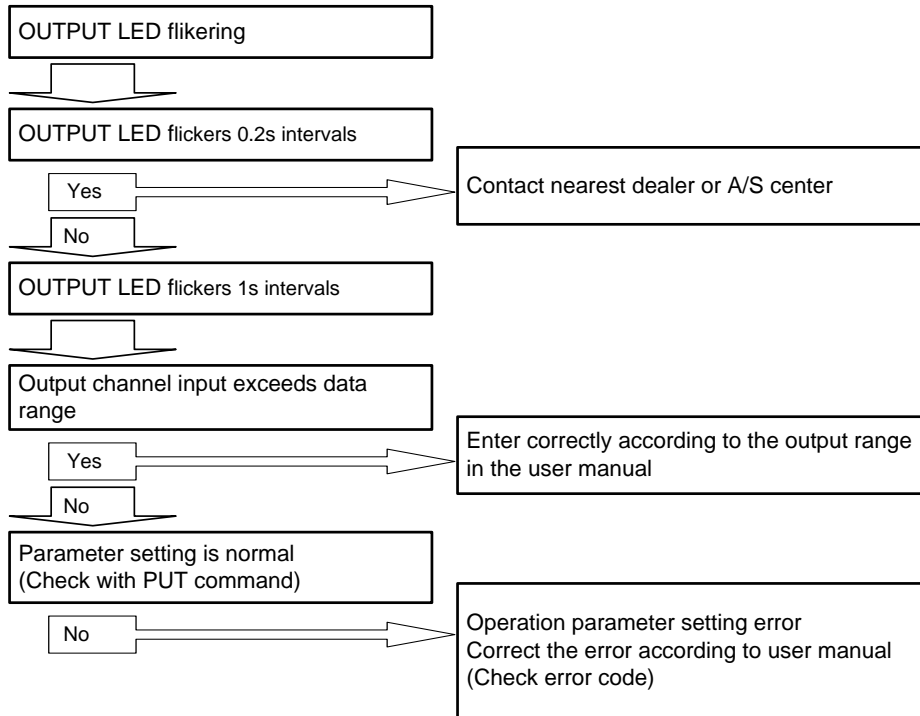 OUTPUT LED flikering
OUTPUT LED flickers 0.2s intervals
Yes
Contact nearest dealer or A/S center
No
OUTPUT LED flickers 1s intervals
Output channel input exceeds data
range
Yes
Enter correctly according to the output range
in the user manual
No
Parameter setting is normal
(Check with PUT command)
No
Operation parameter setting error
Correct the error according to user manual
(Check error code)